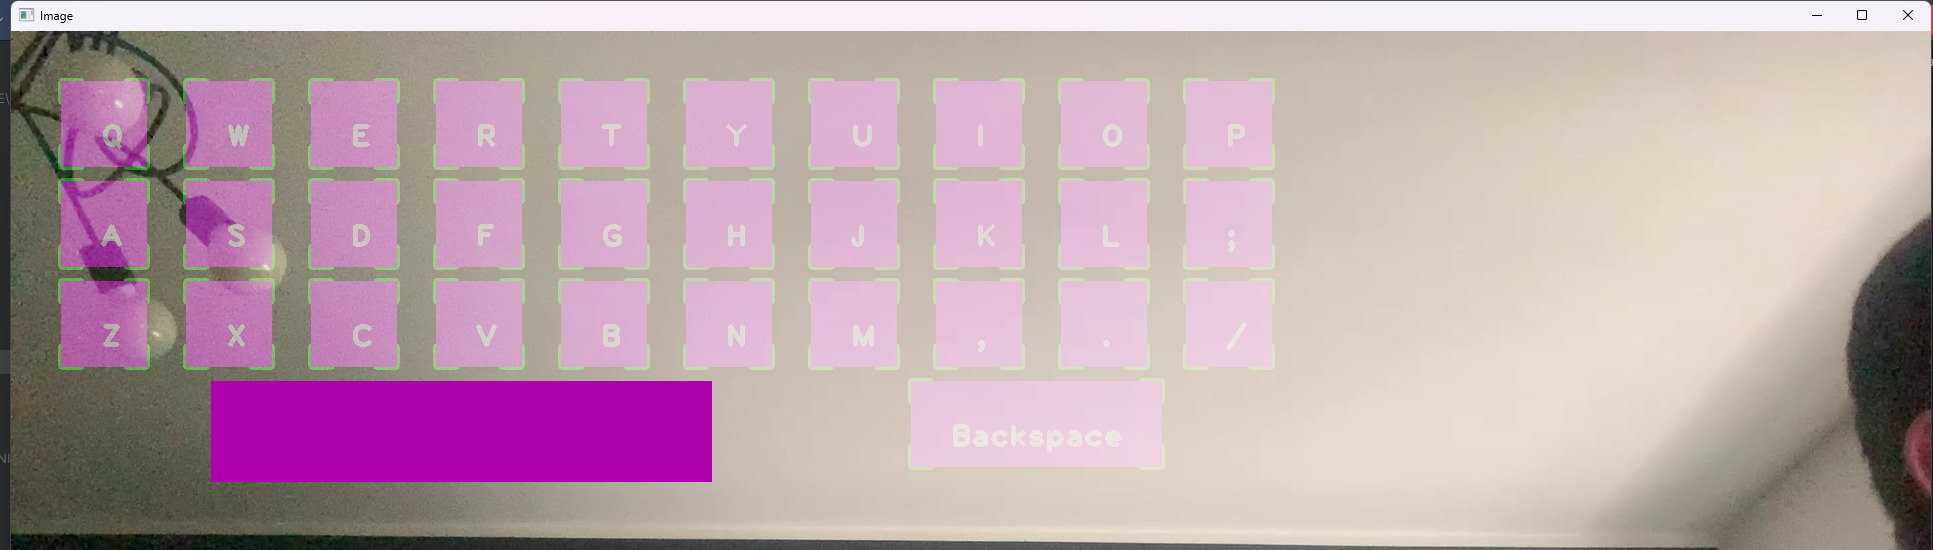 Image
Q W E R T Y U I O P
A S D F G H J K L ;
Z X C V B N M , . /
Backspace